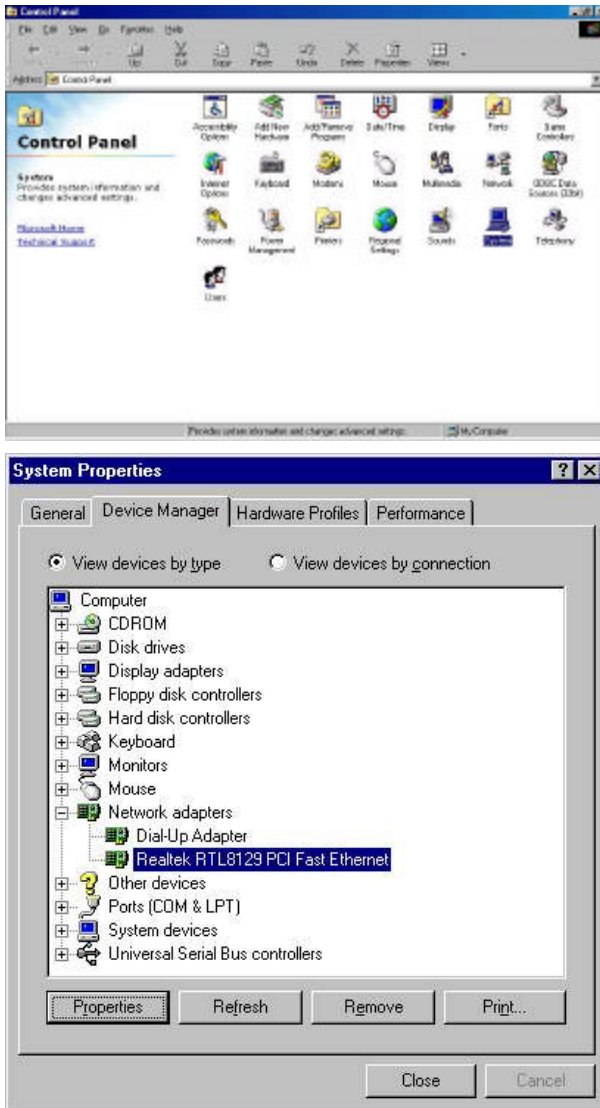 Control Panel
File Edit View Go Favorites Help
Up Cut Copy Paste Undo Delete Properties Views
Address Control Panel
Control Panel
System
Provides system information and
changes advanced settings.
Microsoft Home
Technical Support
Accessibility Options
Add New Hardware
Add/Remove Programs
Date/Time
Display
Fonts
Game Controllers
Internet Options
Keyboard
Modems
Mouse
Multimedia
Network
ODBC Data Sources (32bit)
Passwords
Power Management
Printers
Regional Settings
Sounds
System
Telephony
Users
Provides system information and changes advanced settings.
My Computer
System Properties
General Device Manager Hardware Profiles Performance
View devices by type View devices by connection
Computer
CDROM
Disk drives
Display adapters
Floppy disk controllers
Hard disk controllers
Keyboard
Monitors
Mouse
Network adapters
Dial-Up Adapter
Realtek RTL8129 PCI Fast Ethernet
Other devices
Ports (COM & LPT)
System devices
Universal Serial Bus controllers
Properties Refresh Remove Print...
Close Cancel